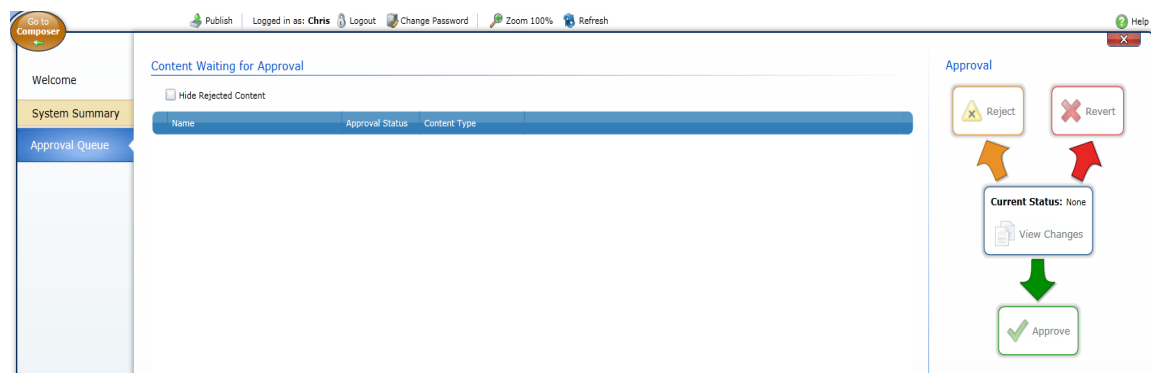 Go to
Composer
Publish
Logged in as: Chris
Logout
Change Password
Zoom 100%
Refresh
Help
X
Welcome
System Summary
Approval Queue
Content Waiting for Approval
Hide Rejected Content
Name
Approval Status
Content Type
Approval
Reject
Revert
Current Status: None
View Changes
Approve